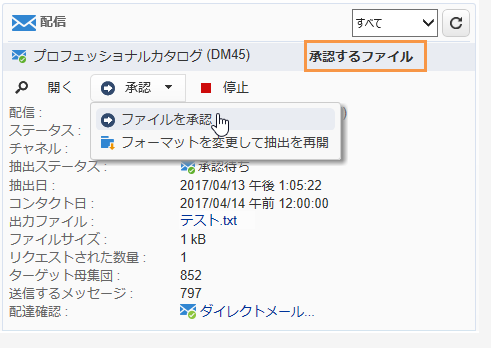 配信
すべて
プロフェッショナルカタログ (DM45)
承認するファイル
開く
承認
停止
配信 :
)
ファイルを承認
ステータス :
フォーマットを変更して抽出を再開
チャネル :
抽出ステータス :
承認待ち
抽出日 :
2017/04/13 午後 1:05:22
コンタクト日 :
2017/04/14 午前 12:00:00
出力ファイル :
テスト.txt
ファイルサイズ :
1 kB
リクエストされた数量 :
1
ターゲット母集団 :
852
送信するメッセージ :
797
配達確認 :
ダイレクトメール...